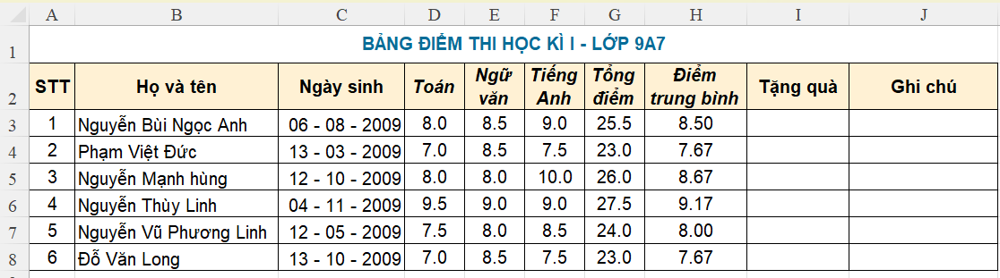 A B C D E F G H I J
1 BẢNG ĐIỂM THI HỌC KÌ I - LỚP 9A7
2 STT Họ và tên Ngày sinh Toán Ngữ văn Tiếng Anh Tổng điểm Điểm trung bình Tặng quà Ghi chú
3 1 Nguyễn Bùi Ngọc Anh 06 - 08 - 2009 8.0 8.5 9.0 25.5 8.50
4 2 Phạm Việt Đức 13 - 03 - 2009 7.0 8.5 7.5 23.0 7.67
5 3 Nguyễn Mạnh hùng 12 - 10 - 2009 8.0 8.0 10.0 26.0 8.67
6 4 Nguyễn Thùy Linh 04 - 11 - 2009 9.5 9.0 9.0 27.5 9.17
7 5 Nguyễn Vũ Phương Linh 12 - 05 - 2009 7.5 8.0 8.5 24.0 8.00
8 6 Đỗ Văn Long 13 - 10 - 2009 7.0 8.5 7.5 23.0 7.67